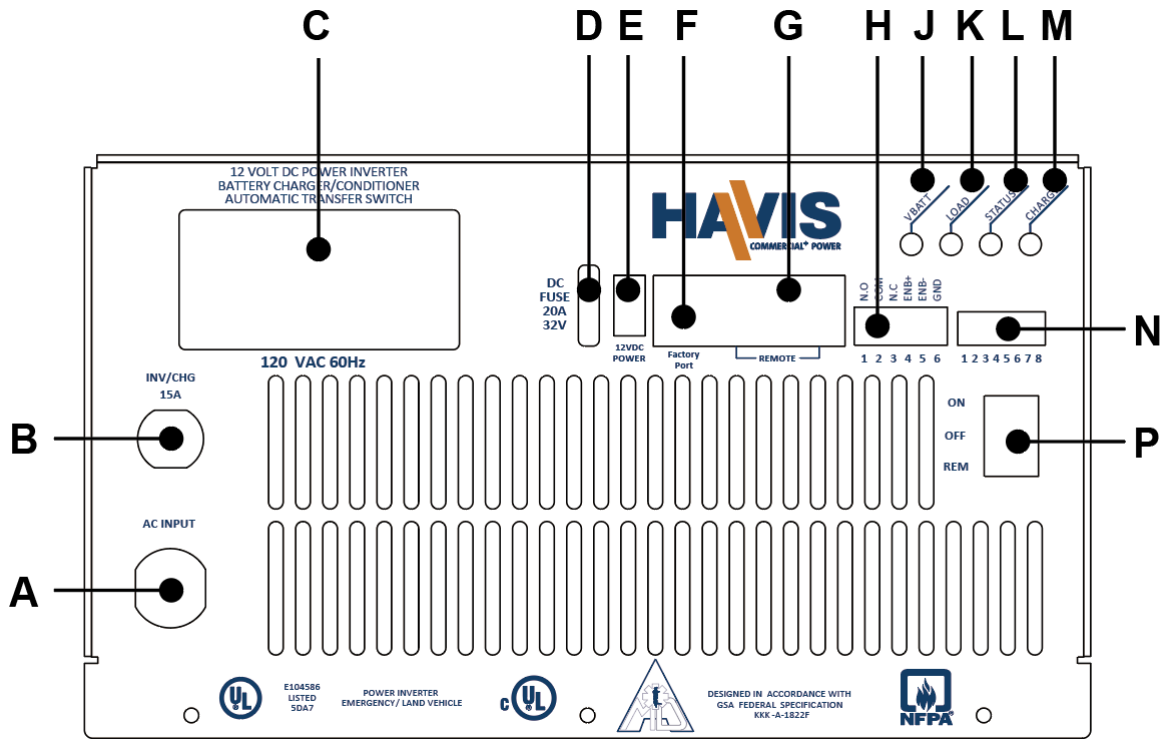 C
D
E
F
G
H
J
K
L
M
12 VOLT DC POWER INVERTER
BATTERY CHARGER/CONDITIONER
AUTOMATIC TRANSFER SWITCH
HAVIS
COMMERCIAL+ POWER
VBATT
LOAD
STATUS
CHARGE
DC
FUSE
20A
32V
N.O
COM
N.C
ENB+
ENB-
GND
N
12VDC
POWER
Factory
Port
REMOTE
1 2 3 4 5 6
1 2 3 4 5 6 7 8
120 VAC 60Hz
INV/CHG
15A
B
ON
OFF
REM
P
AC INPUT
A
UL
E104586
LISTED
5DA7
POWER INVERTER
EMERGENCY/ LAND VEHICLE
c UL
DESIGNED IN ACCORDANCE WITH
GSA FEDERAL SPECIFICATION
KKK -A-1822F
NFPA